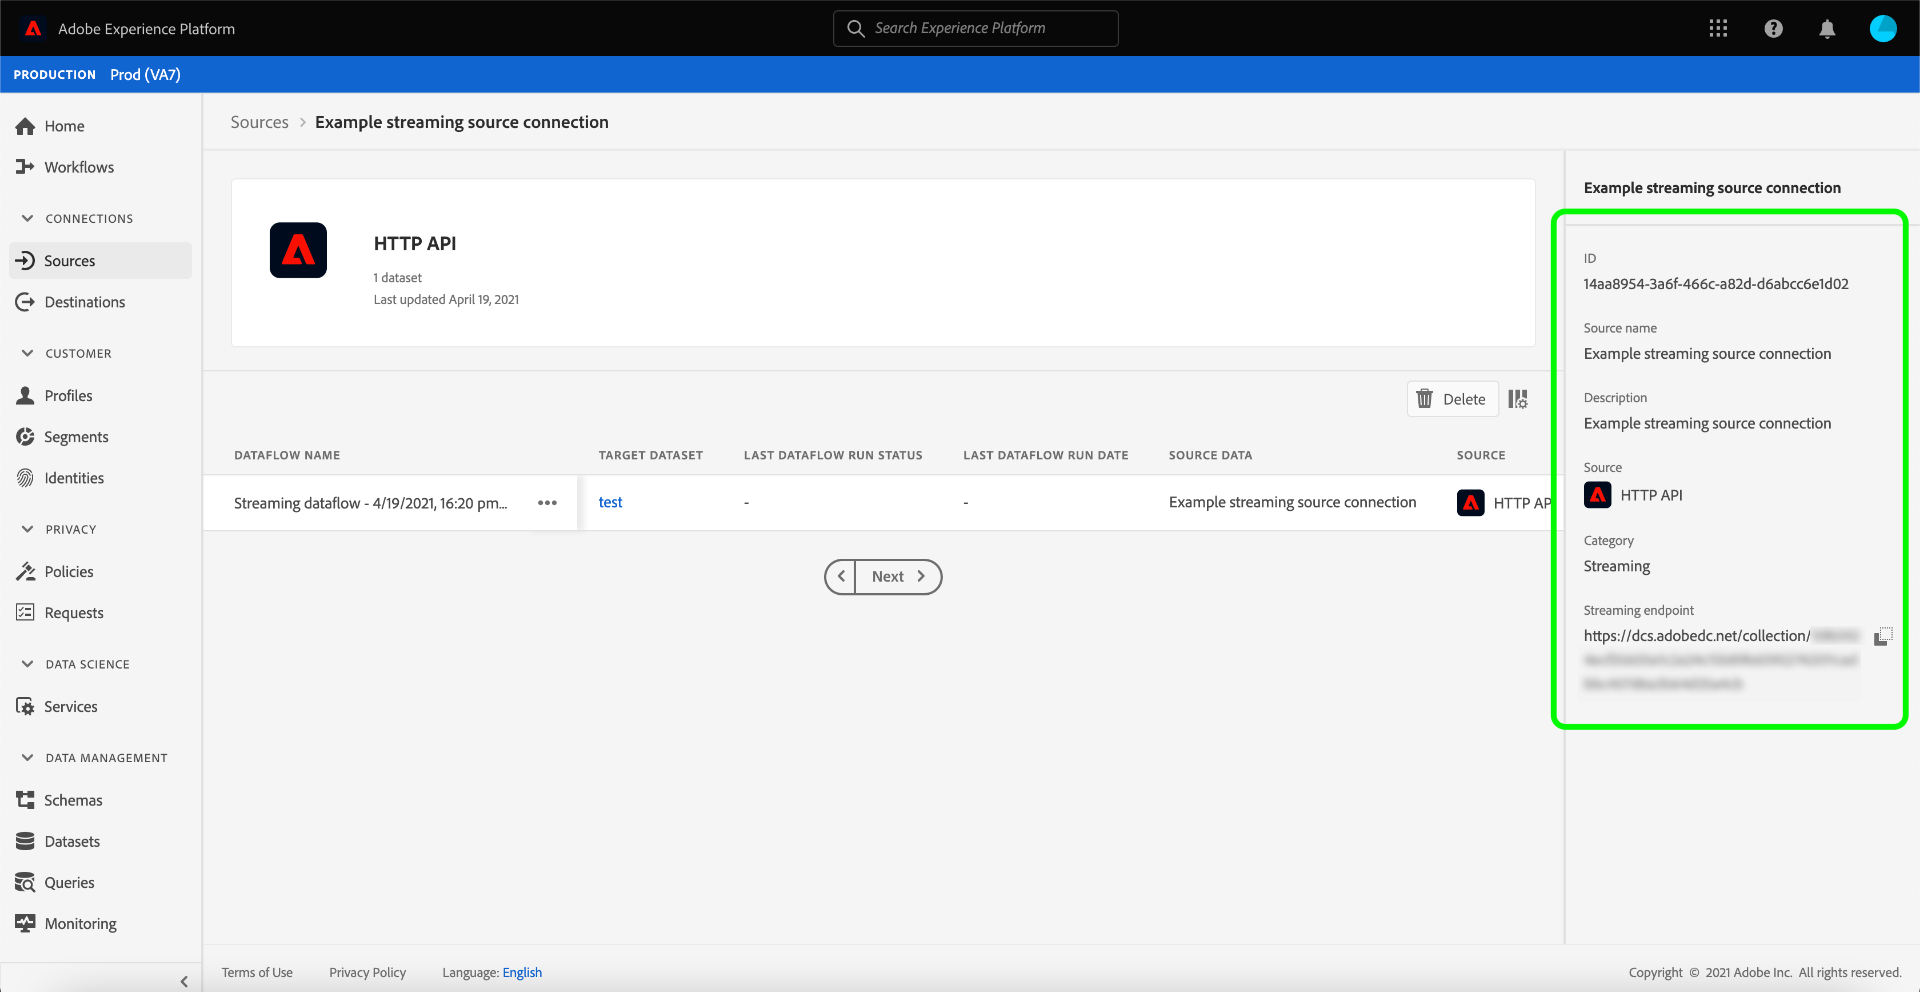 Adobe Experience Platform
Search Experience Platform
PRODUCTION Prod (VA7)
Home
Workflows
CONNECTIONS
Sources
Destinations
CUSTOMER
Profiles
Segments
Identities
PRIVACY
Policies
Requests
DATA SCIENCE
Services
DATA MANAGEMENT
Schemas
Datasets
Queries
Monitoring
Sources > Example streaming source connection
HTTP API
1 dataset
Last updated April 19, 2021
Delete
DATAFLOW NAME TARGET DATASET LAST DATAFLOW RUN STATUS LAST DATAFLOW RUN DATE SOURCE DATA SOURCE
Streaming dataflow - 4/19/2021, 16:20 pm... ••• test - - Example streaming source connection HTTP AP
Next
Example streaming source connection
ID
14aa8954-3a6f-466c-a82d-d6abcc6e1d02
Source name
Example streaming source connection
Description
Example streaming source connection
Source
HTTP API
Category
Streaming
Streaming endpoint
https://dcs.adobedc.net/collection/
Terms of Use Privacy Policy Language: English
Copyright © 2021 Adobe Inc. All rights reserved.